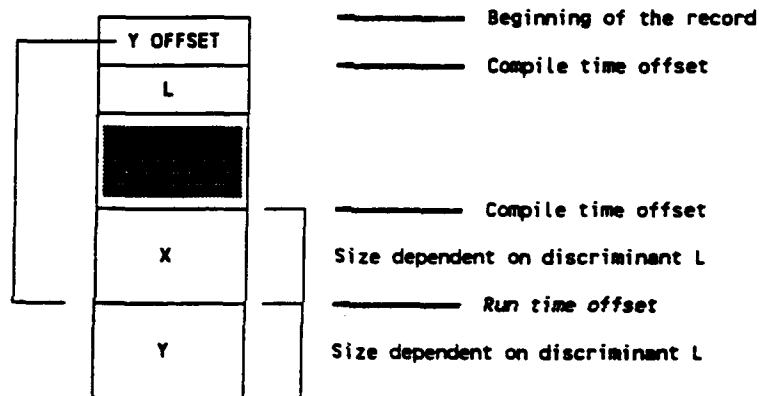 Beginning of the record
Y OFFSET
Compile time offset
L
Compile time offset
X
Size dependent on discriminant L
Run time offset
Y
Size dependent on discriminant L